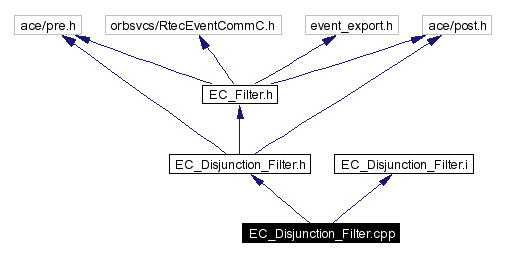 ace/pre.h
orbsvcs/RtecEventCommC.h
event_export.h
ace/post.h
EC_Filter.h
EC_Disjunction_Filter.h
EC_Disjunction_Filter.i
EC_Disjunction_Filter.cpp